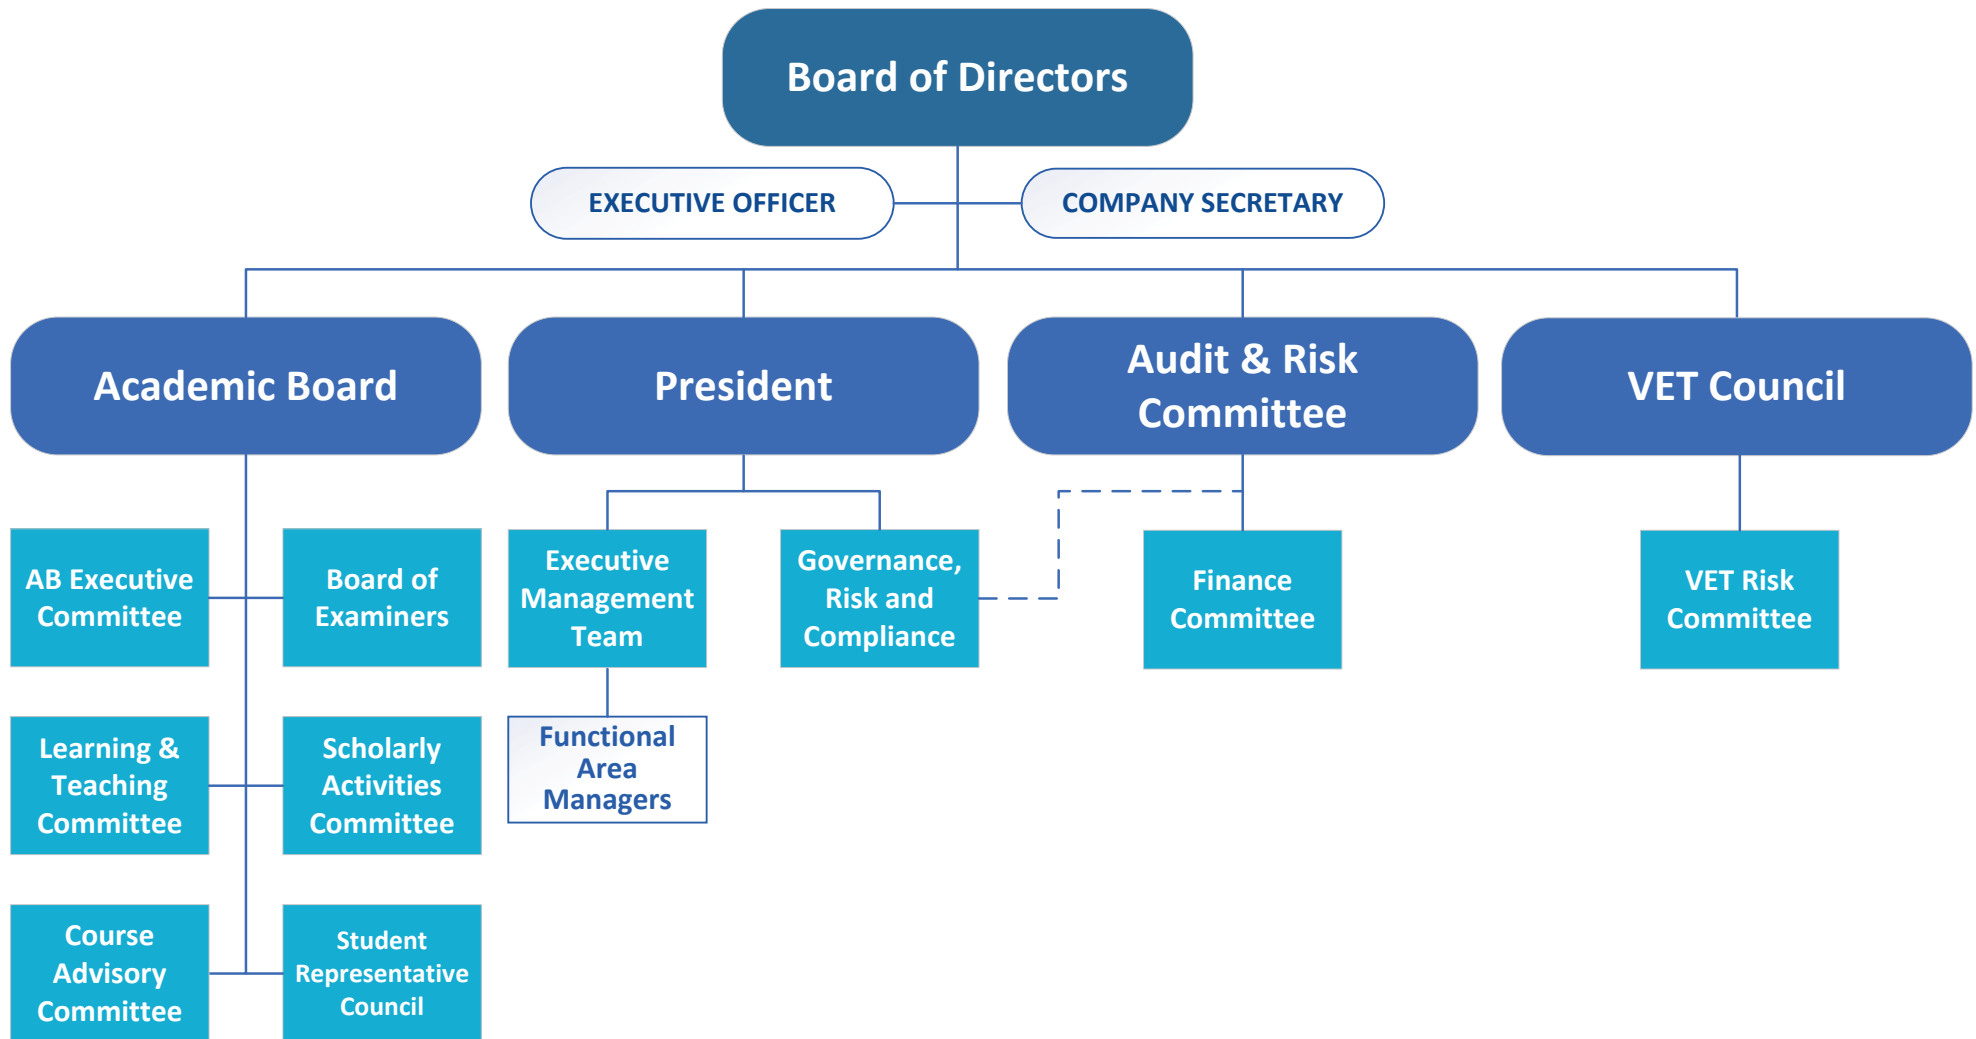 Board of Directors
EXECUTIVE OFFICER
COMPANY SECRETARY
Academic Board
President
Audit & Risk
Committee
VET Council
AB Executive
Committee
Board of
Examiners
Executive
Management
Team
Governance,
Risk and
Compliance
Finance
Committee
VET Risk
Committee
Learning &
Teaching
Committee
Scholarly
Activities
Committee
Functional
Area
Managers
Course
Advisory
Committee
Student
Representative
Council